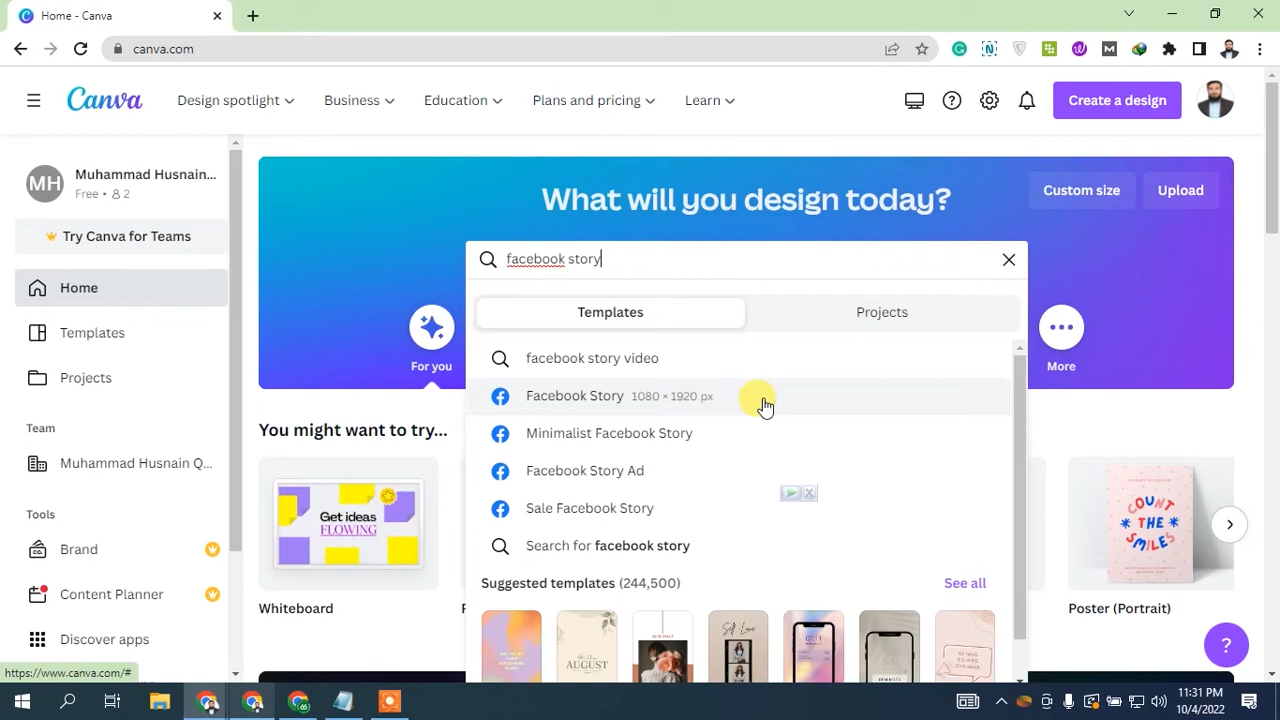 Home - Canva
canva.com
Canva
Design spotlight
Business
Education
Plans and pricing
Learn
Create a design
MH
Muhammad Husnain...
Free • 2
Try Canva for Teams
Home
Templates
Projects
Team
Muhammad Husnain Q...
Tools
Brand
Content Planner
Discover apps
https://www.canva.com/#
What will you design today?
Custom size
Upload
facebook story
Templates
Projects
For you
More
facebook story video
Facebook Story 1080 × 1920 px
Minimalist Facebook Story
Facebook Story Ad
Sale Facebook Story
Search for facebook story
Suggested templates (244,500)
See all
You might want to try...
Get ideas
FLOWING
Whiteboard
COUNT
THE
SMILES
Poster (Portrait)
AUGUST
Self Love
?
11:31 PM
10/4/2022